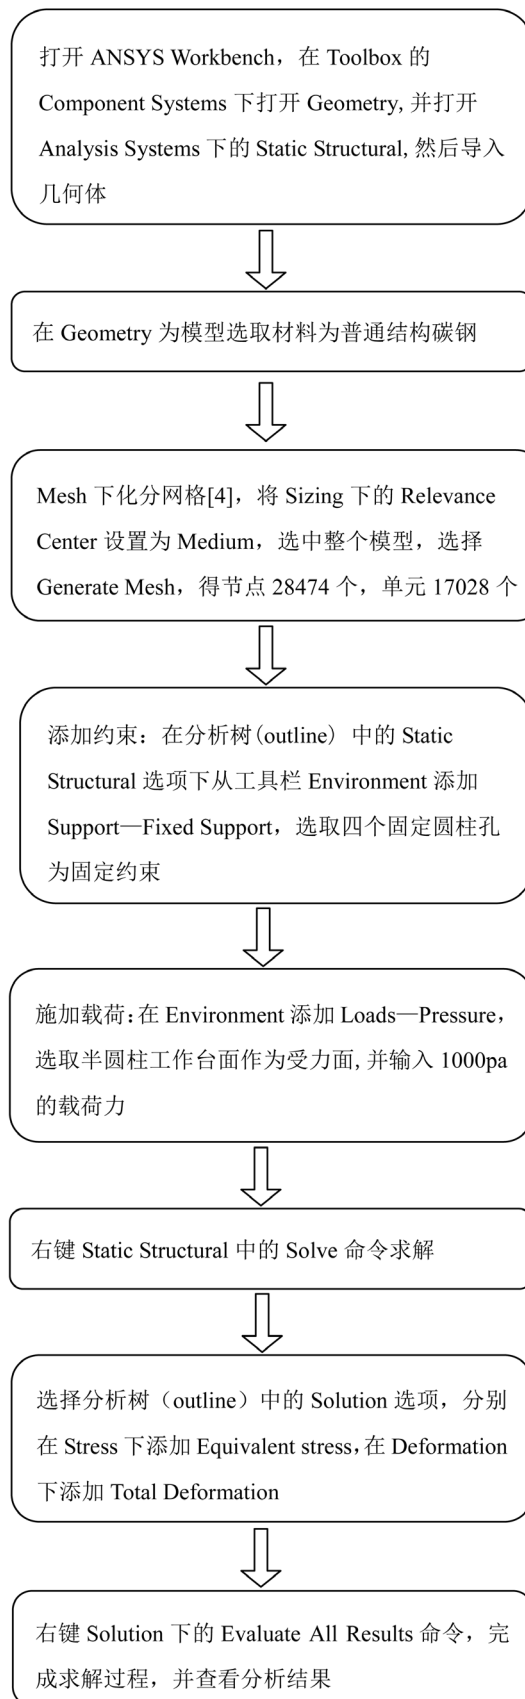 打开 ANSYS Workbench，在 Toolbox 的
Component Systems 下打开 Geometry, 并打开
Analysis Systems 下的 Static Structural, 然后导入
几何体
在 Geometry 为模型选取材料为普通结构碳钢
Mesh 下化分网格[4]，将 Sizing 下的 Relevance
Center 设置为 Medium，选中整个模型，选择
Generate Mesh，得节点 28474 个，单元 17028 个
添加约束：在分析树(outline）中的 Static
Structural 选项下从工具栏 Environment 添加
Support—Fixed Support，选取四个固定圆柱孔
为固定约束
施加载荷:在 Environment 添加 Loads—Pressure，
选取半圆柱工作台面作为受力面, 并输入 1000pa
的载荷力
右键 Static Structural 中的 Solve 命令求解
选择分析树（outline）中的 Solution 选项，分别
在 Stress 下添加 Equivalent stress，在 Deformation
下添加 Total Deformation
右键 Solution 下的 Evaluate All Results 命令，完
成求解过程，并查看分析结果